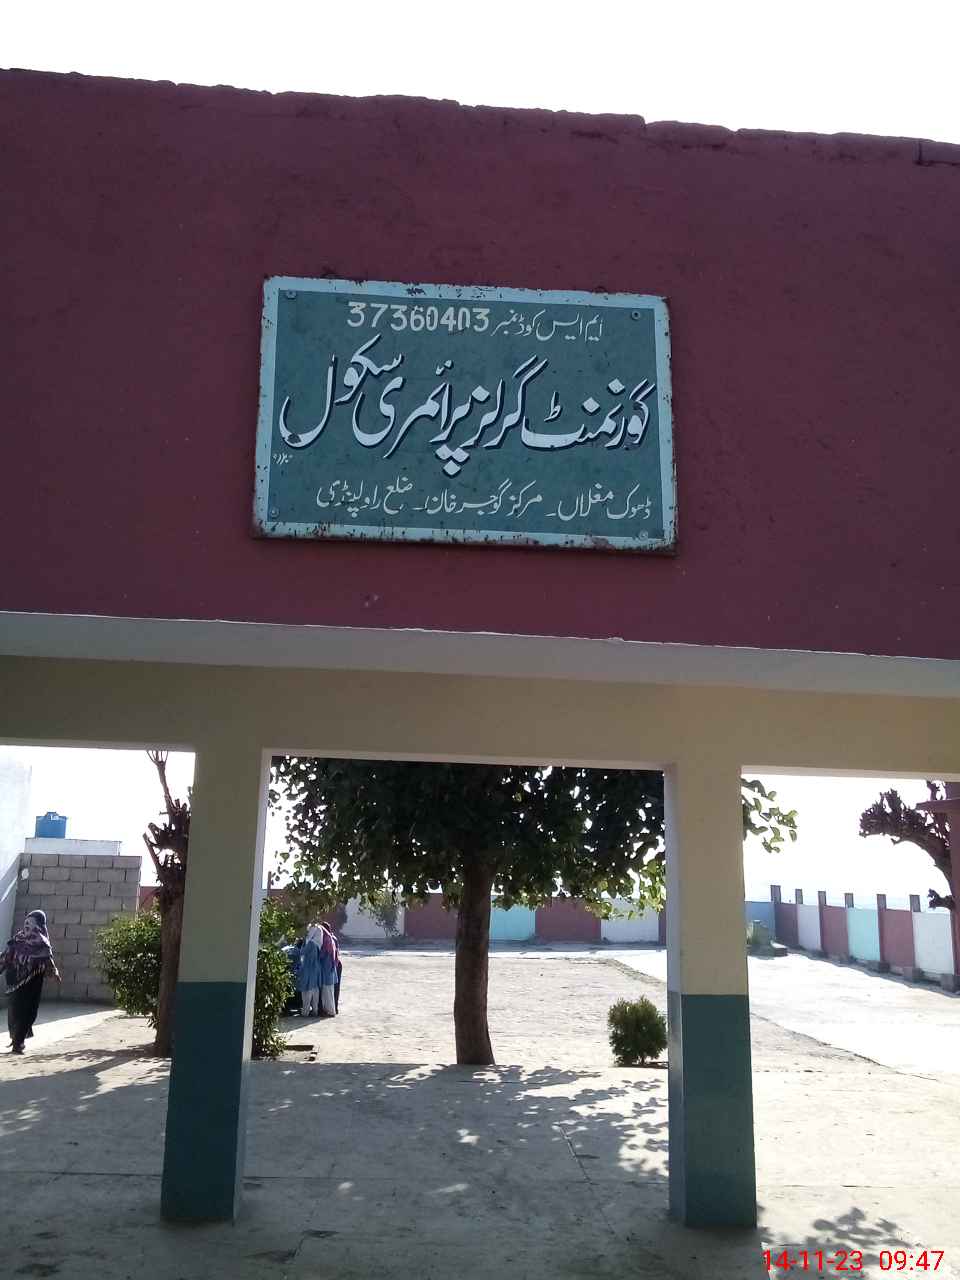 ایم ایس کوڈ نمبر 37360403
گورنمنٹ گرلز پرائمری سکول
ڈھوک مغلاں۔ مرکز گوجر خان۔ ضلع راولپنڈی
14-11-23 09:47